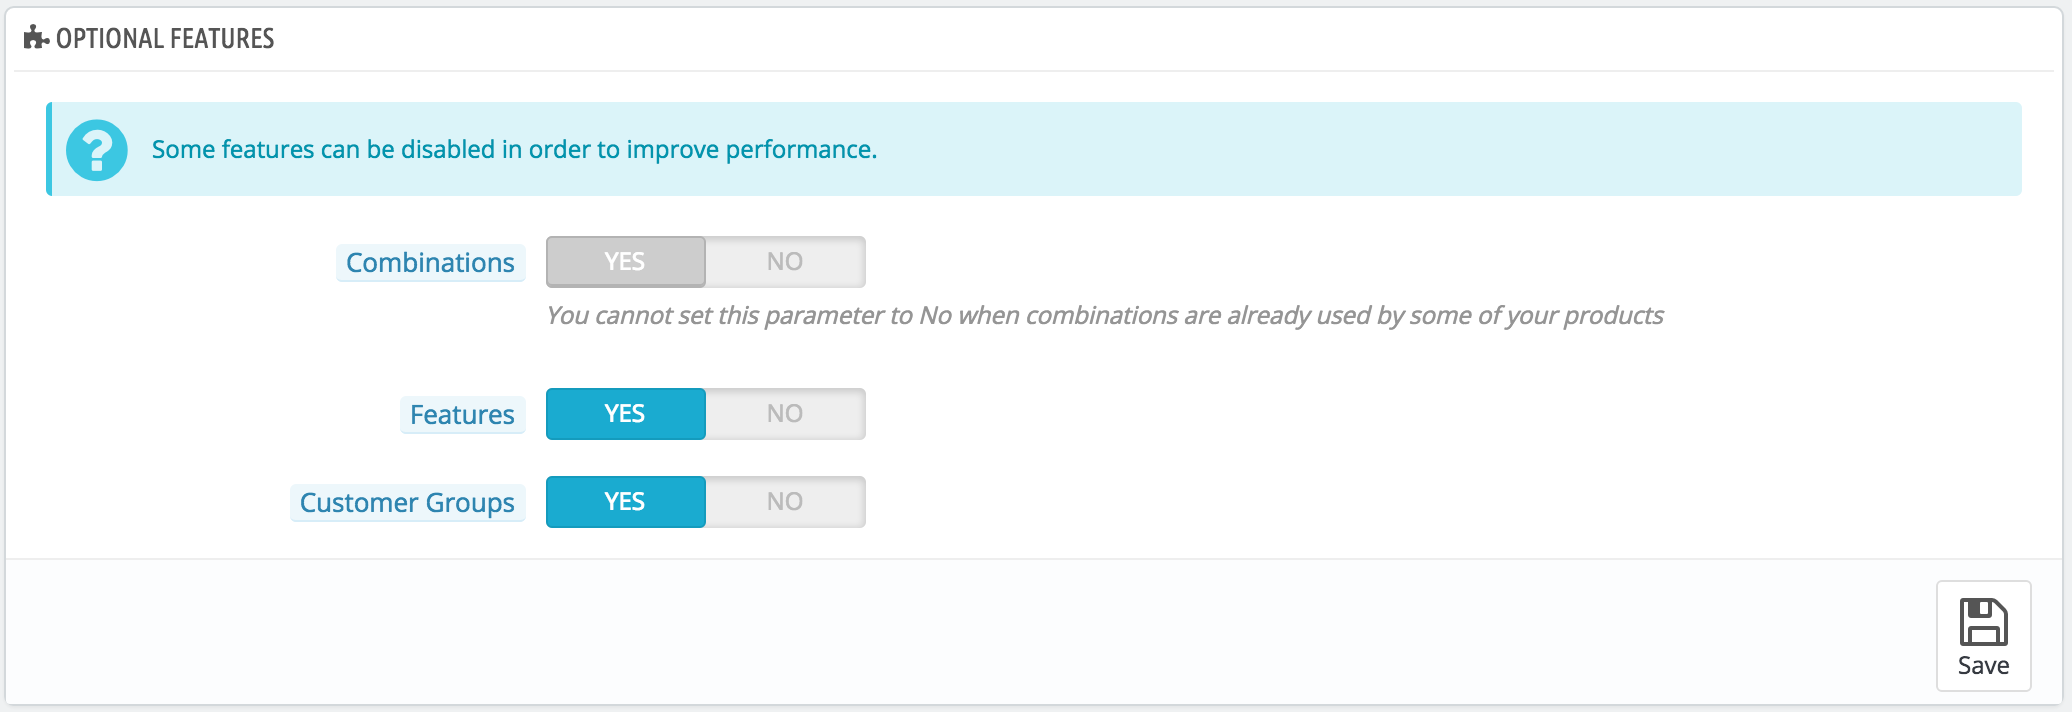 OPTIONAL FEATURES
Some features can be disabled in order to improve performance.
Combinations YES NO
You cannot set this parameter to No when combinations are already used by some of your products
Features YES NO
Customer Groups YES NO
Save